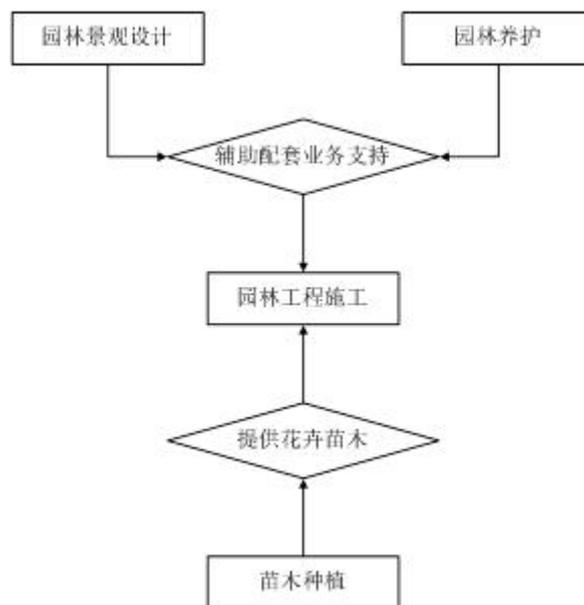 园林景观设计
园林养护
辅助配套业务支持
园林工程施工
提供花卉苗木
苗木种植